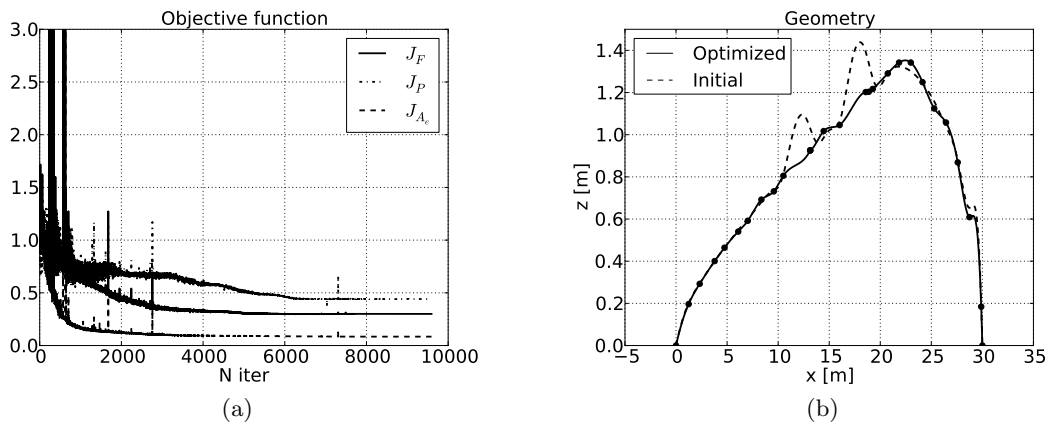 Objective function
3.0
2.5
2.0
1.5
1.0
0.5
0.0
0 2000 4000 6000 8000 10000
N iter
J_F
J_P
J_{A_e}
(a)
Geometry
z [m]
1.4
1.2
1.0
0.8
0.6
0.4
0.2
0.0
−5 0 5 10 15 20 25 30 35
x [m]
Optimized
Initial
(b)